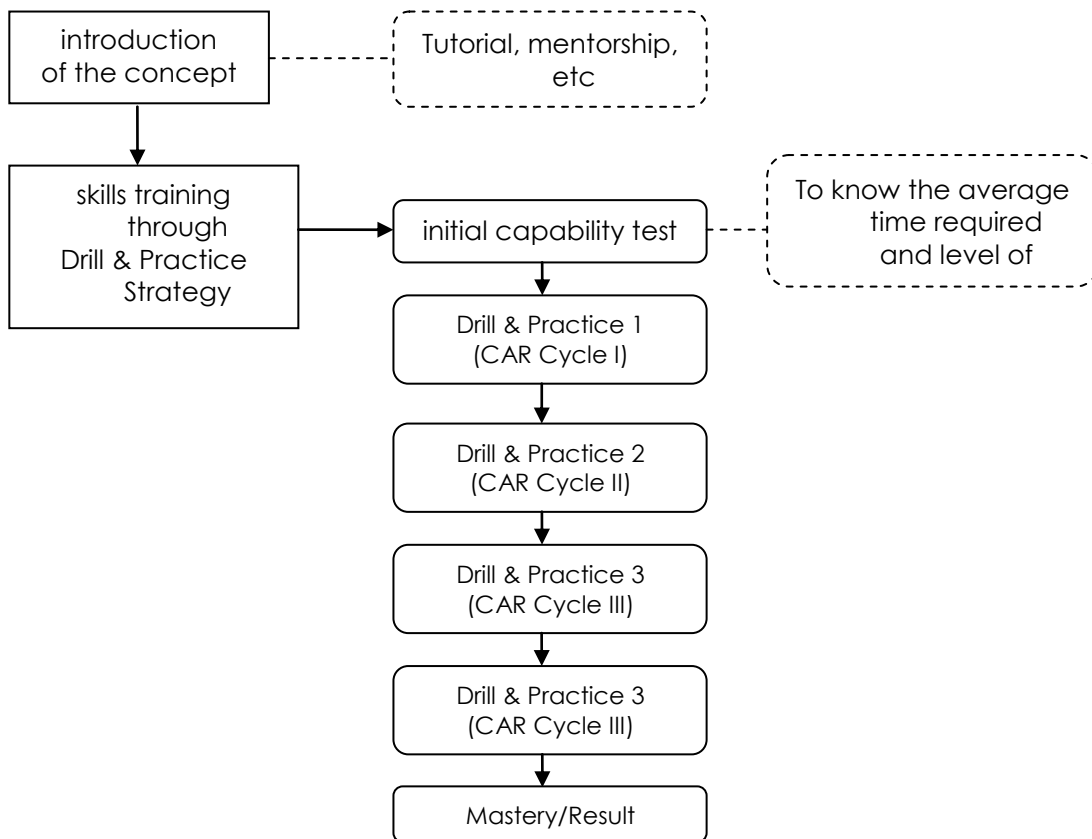 introduction
of the concept
Tutorial, mentorship,
etc
skills training
through
Drill & Practice
Strategy
initial capability test
To know the average
time required
and level of
Drill & Practice 1
(CAR Cycle I)
Drill & Practice 2
(CAR Cycle II)
Drill & Practice 3
(CAR Cycle III)
Drill & Practice 3
(CAR Cycle III)
Mastery/Result